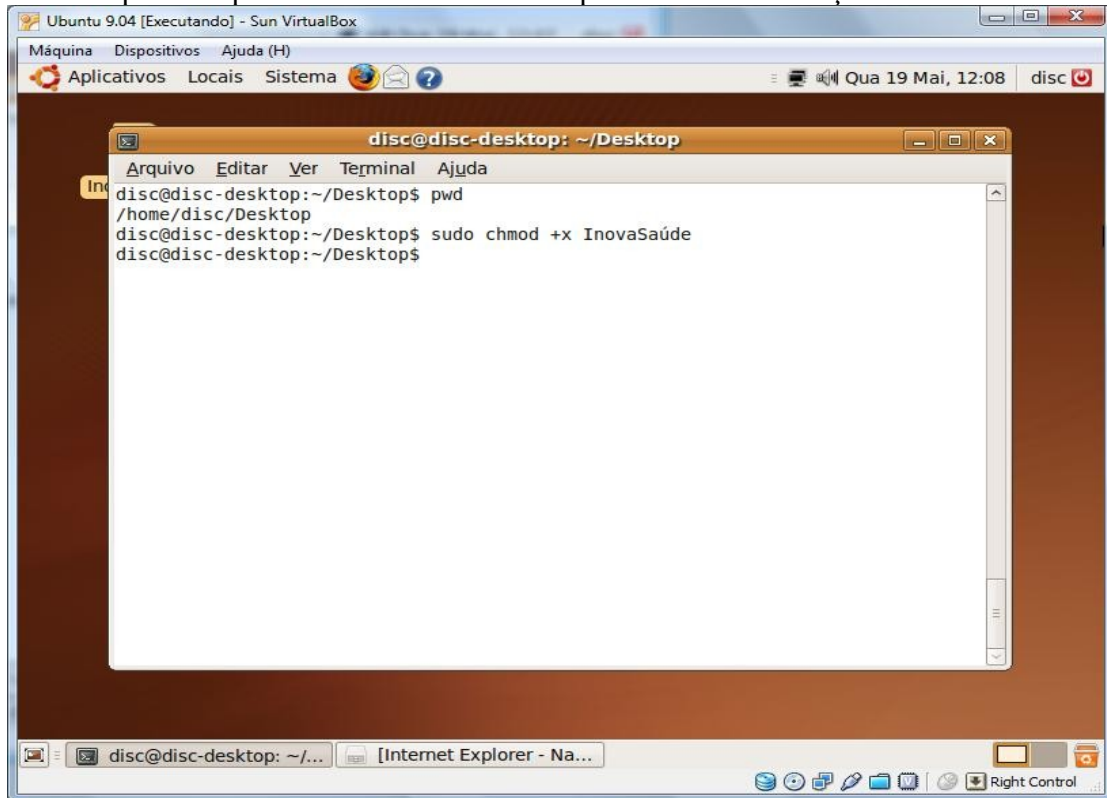 Ubuntu 9.04 [Executando] - Sun VirtualBox
Máquina Dispositivos Ajuda (H)
Aplicativos Locais Sistema Qua 19 Mai, 12:08 disc
disc@disc-desktop: ~/Desktop
Arquivo Editar Ver Terminal Ajuda
disc@disc-desktop:~/Desktop$ pwd
/home/disc/Desktop
disc@disc-desktop:~/Desktop$ sudo chmod +x InovaSaúde
disc@disc-desktop:~/Desktop$
disc@disc-desktop: ~/... [Internet Explorer - Na...
Right Control